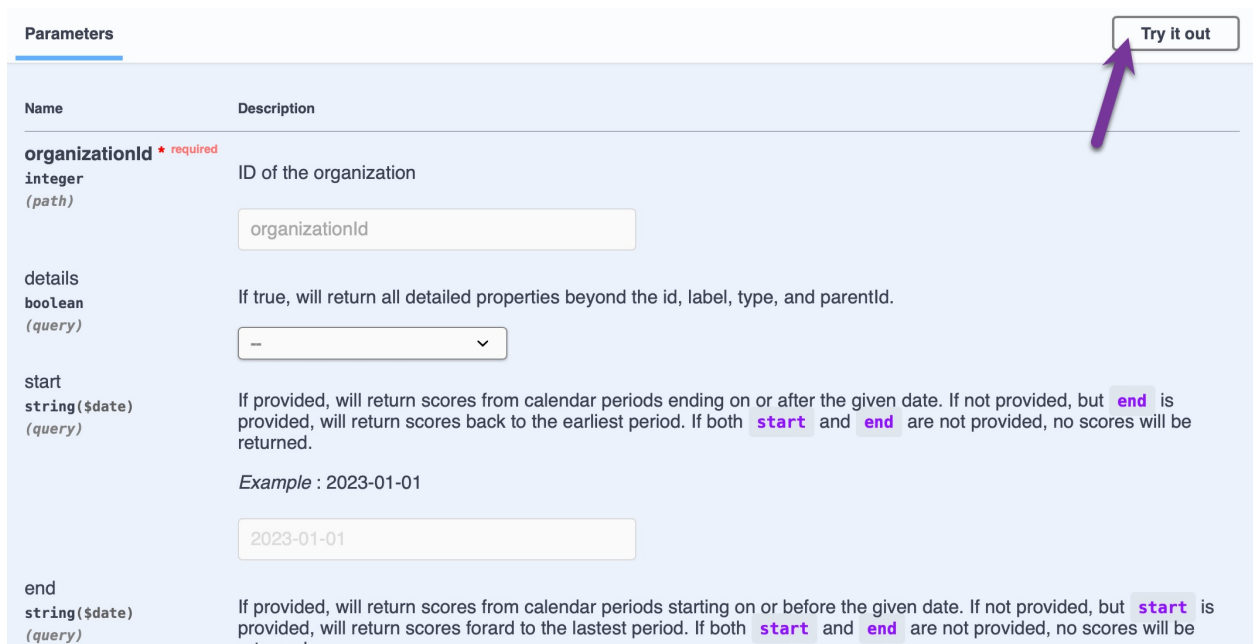 Parameters
Try it out
Name
Description
organizationId * required
integer
(path)
ID of the organization
organizationId
details
boolean
(query)
If true, will return all detailed properties beyond the id, label, type, and parentId.
--
start
string($date)
(query)
If provided, will return scores from calendar periods ending on or after the given date. If not provided, but end is
provided, will return scores back to the earliest period. If both start and end are not provided, no scores will be
returned.
Example : 2023-01-01
2023-01-01
end
string($date)
(query)
If provided, will return scores from calendar periods starting on or before the given date. If not provided, but start is
provided, will return scores forard to the lastest period. If both start and end are not provided, no scores will be